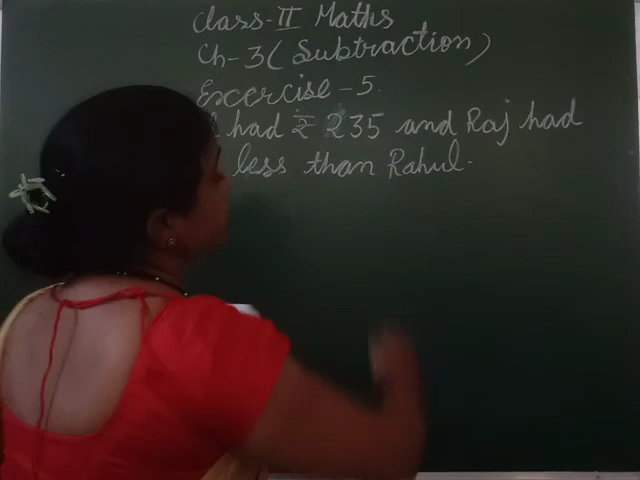 Class-II Maths
Ch-3 (Subtraction)
Excercise-5.
had ₹ 235 and Raj had
less than Rahul.